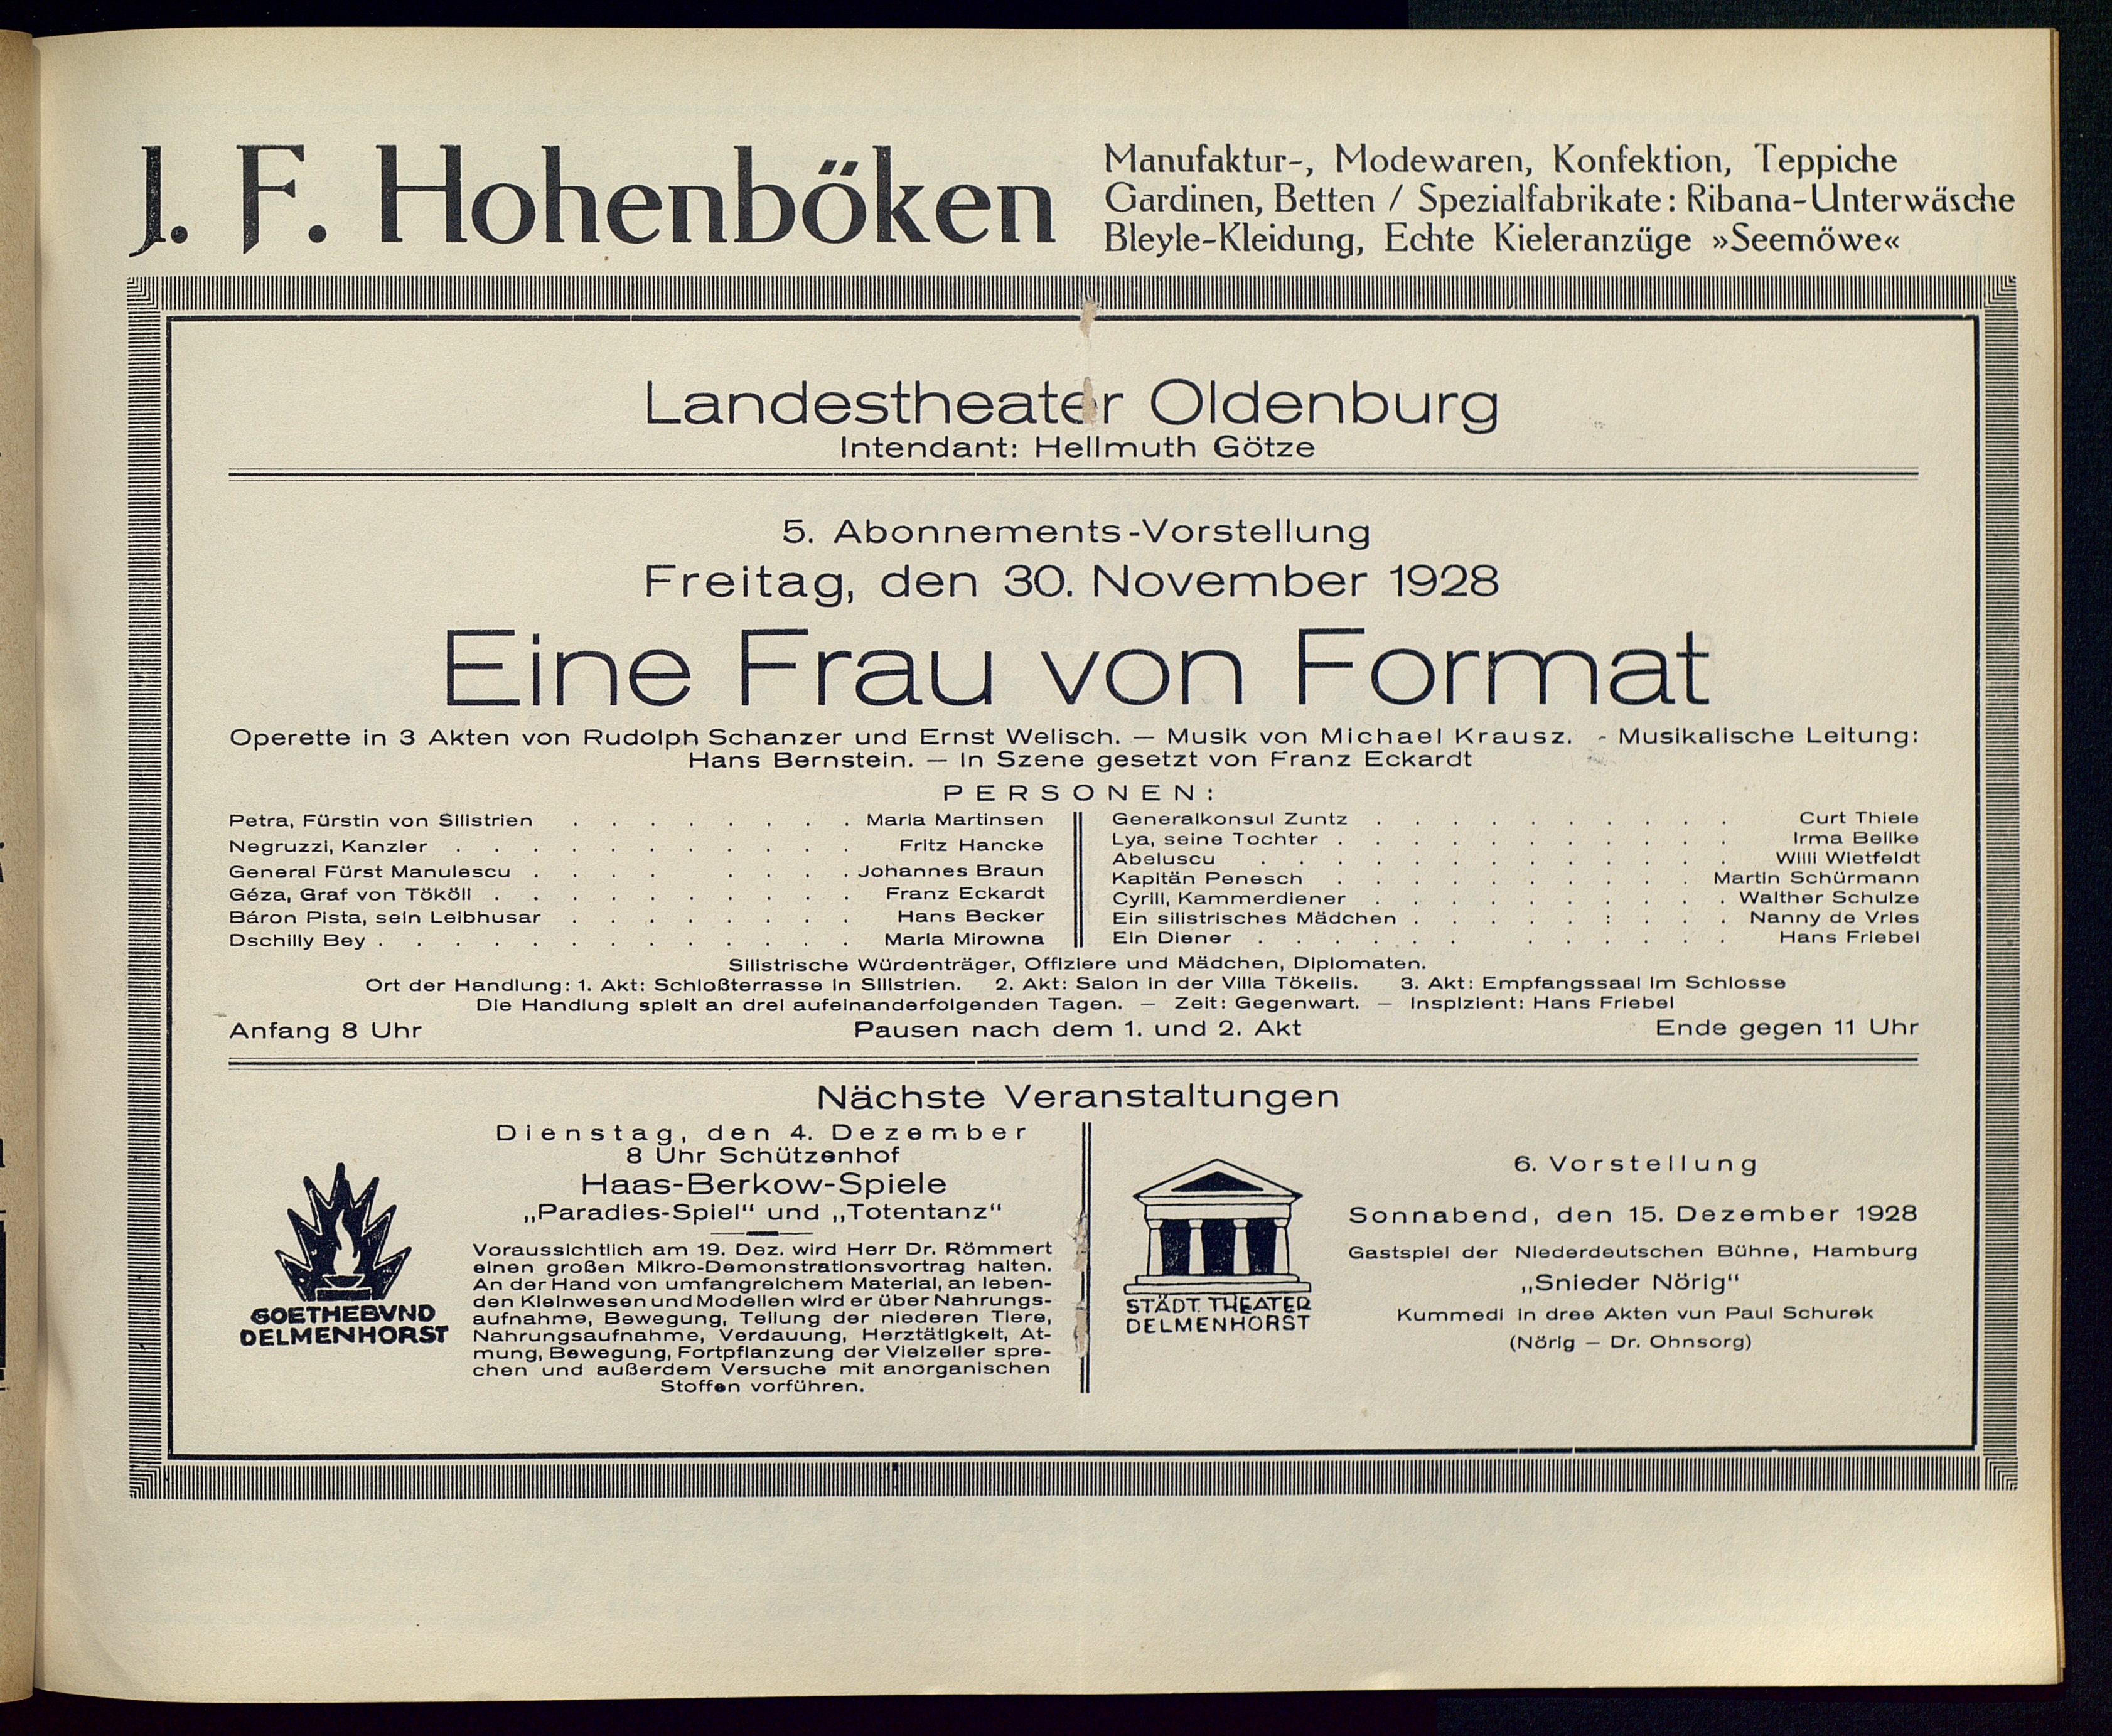 J. F. Hohenböken
Manufaktur-, Modewaren, Konfektion, Teppiche
Gardinen, Betten / Spezialfabrikate: Ribana-Unterwäsche
Bleyle-Kleidung, Echte Kieleranzüge »Seemöwe«
Landestheater Oldenburg
Intendant: Hellmuth Götze
5. Abonnements-Vorstellung
Freitag, den 30. November 1928
Eine Frau von Format
Operette in 3 Akten von Rudolph Schanzer und Ernst Welisch. — Musik von Michael Krausz. - Musikalische Leitung:
Hans Bernstein. — In Szene gesetzt von Franz Eckardt
PERSONEN:
Petra, Fürstin von Silistrien . . . . . . . . Maria Martinsen
Negruzzi, Kanzler . . . . . . . . . . . Fritz Hancke
General Fürst Manulescu . . . . . . . . Johannes Braun
Géza, Graf von Tököli . . . . . . . . . . Franz Eckardt
Báron Pista, sein Leibhusar . . . . . . . . Hans Becker
Dschilly Bey . . . . . . . . . . . . . Maria Mirowna
Generalkonsul Zuntz . . . . . . . . . . Curt Thiele
Lya, seine Tochter . . . . . . . . . . . Irma Bellke
Abeluscu . . . . . . . . . . . . . Willi Wietfeldt
Kapitän Penesch . . . . . . . . . . Martin Schürmann
Cyrill, Kammerdiener . . . . . . . . . . Walther Schulze
Ein silistrisches Mädchen . . . . . : . . . Nanny de Vries
Ein Diener . . . . . . . . . . . . Hans Friebel
Silistrische Würdenträger, Offiziere und Mädchen, Diplomaten.
Ort der Handlung: 1. Akt: Schloßterrasse in Silistrien. 2. Akt: Salon in der Villa Tökelis. 3. Akt: Empfangssaal im Schlosse
Die Handlung spielt an drei aufeinanderfolgenden Tagen. — Zeit: Gegenwart. — Inspizient: Hans Friebel
Anfang 8 Uhr Pausen nach dem 1. und 2. Akt Ende gegen 11 Uhr
Nächste Veranstaltungen
GOETHEBVND
DELMENHORST
Dienstag, den 4. Dezember
8 Uhr Schützenhof
Haas-Berkow-Spiele
„Paradies-Spiel“ und „Totentanz“
Voraussichtlich am 19. Dez. wird Herr Dr. Römmert
einen großen Mikro-Demonstrationsvortrag halten.
An der Hand von umfangreichem Material, an leben-
den Kleinwesen und Modellen wird er über Nahrungs-
aufnahme, Bewegung, Teilung der niederen Tiere,
Nahrungsaufnahme, Verdauung, Herztätigkeit, At-
mung, Bewegung, Fortpflanzung der Vielzeller spre-
chen und außerdem Versuche mit anorganischen
Stoffen vorführen.
STÄDT. THEATER
DELMENHORST
6. Vorstellung
Sonnabend, den 15. Dezember 1928
Gastspiel der Niederdeutschen Bühne, Hamburg
„Snieder Nörig“
Kummedi in dree Akten vun Paul Schurek
(Nörig — Dr. Ohnsorg)